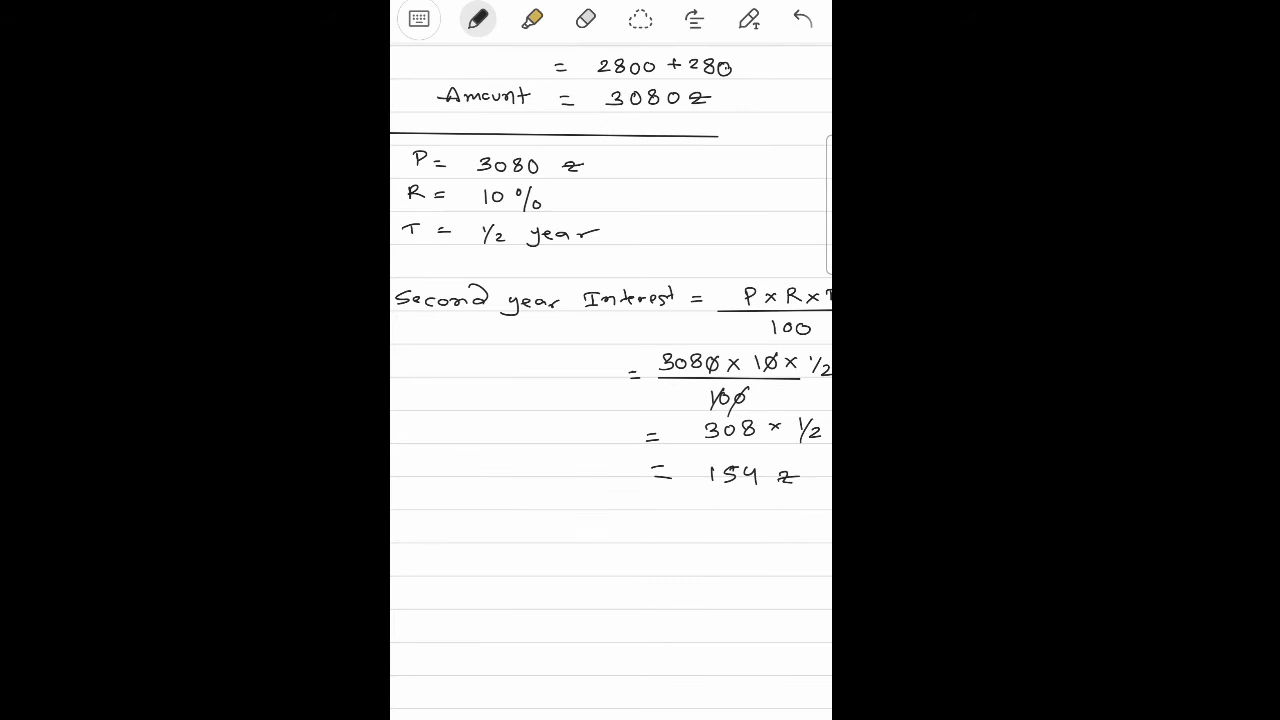 = 2800 + 280
Amount = 3080 z
P = 3080 z
R = 10 %
T = 1/2 year
Second year Interest = P x R x T
100
= 3080 x 10 x 1/2
100
= 308 x 1/2
= 154 z